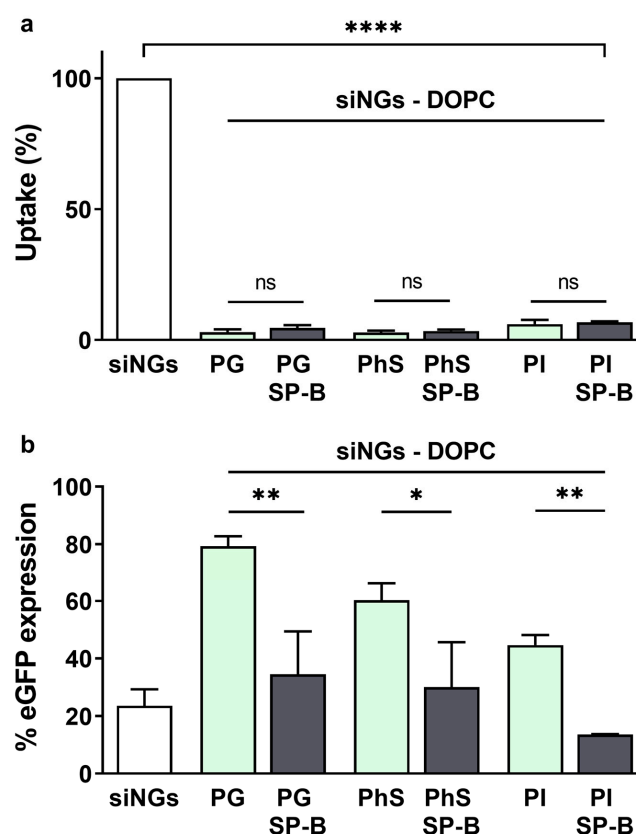 a
****
siNGs - DOPC
Uptake (%)
100
50
0
ns
ns
ns
siNGs PG PG SP-B PhS PhS SP-B PI PI SP-B
b
siNGs - DOPC
% eGFP expression
100
80
60
40
20
0
**
*
**
siNGs PG PG SP-B PhS PhS SP-B PI PI SP-B